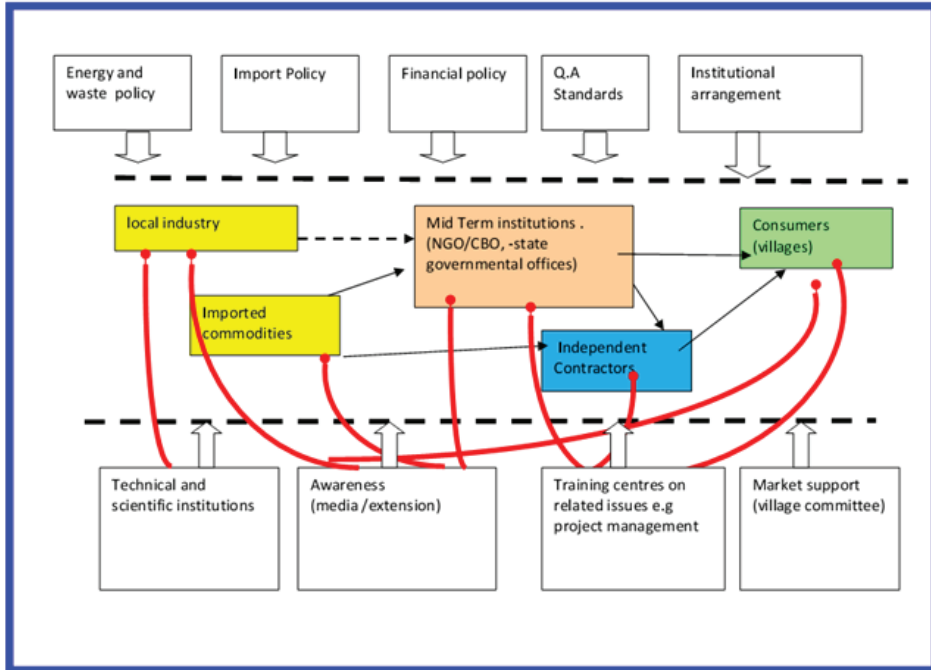 Energy and
waste policy
Import Policy
Financial policy
Q.A
Standards
Institutional
arrangement
local industry
Mid Term institutions .
(NGO/CBO, -state
governmental offices)
Consumers
(villages)
Imported
commodities
Independent
Contractors
Technical and
scientific institutions
Awareness
(media /extension)
Training centres on
related issues e.g
project management
Market support
(village committee)